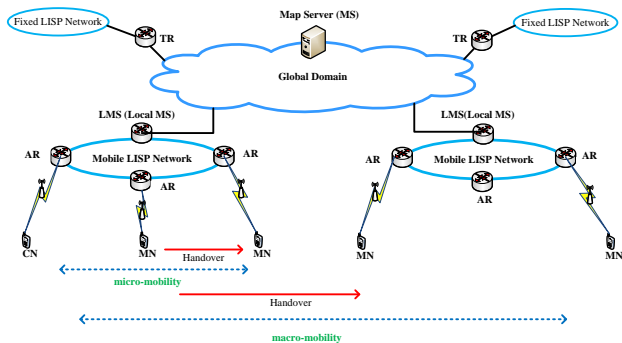 Map Server (MS)
Fixed LISP Network
Fixed LISP Network
TR
TR
Global Domain
LMS (Local MS)
LMS(Local MS)
AR
Mobile LISP Network
AR
AR
Mobile LISP Network
AR
AR
AR
CN
MN
MN
MN
MN
Handover
micro-mobility
Handover
macro-mobility